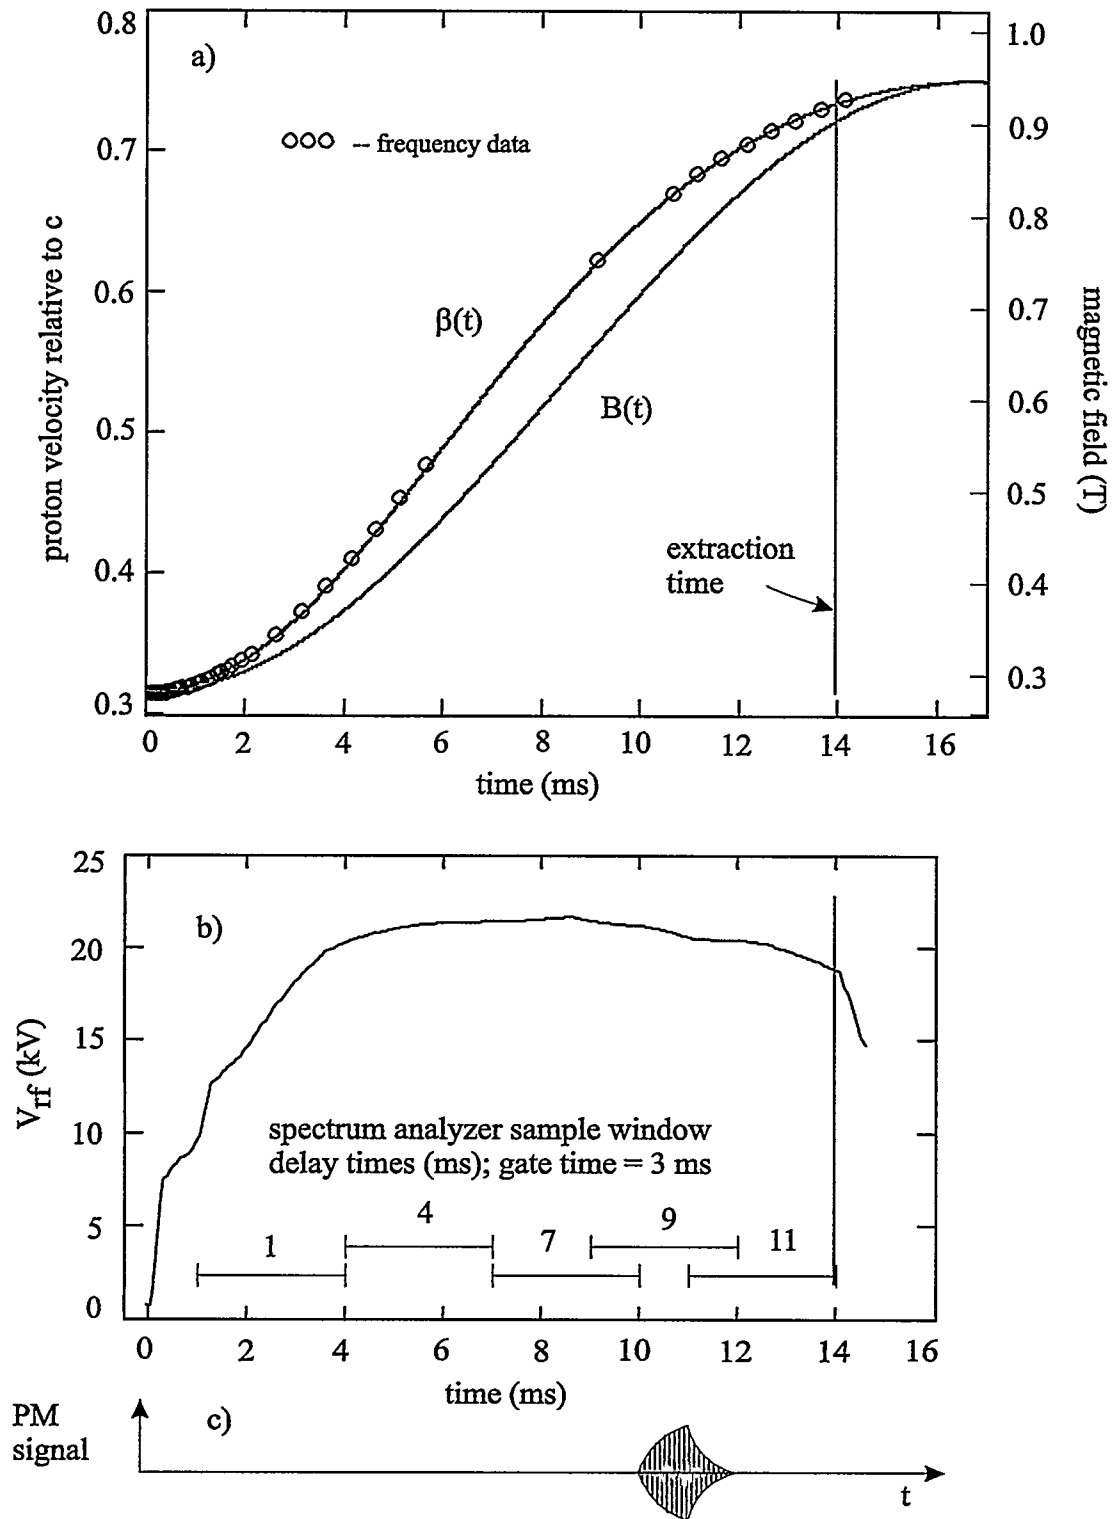 0.8
0.7
0.6
0.5
0.4
0.3
proton velocity relative to c
a)
– frequency data
β(t)
B(t)
extraction
time
1.0
0.9
0.8
0.7
0.6
0.5
0.4
0.3
magnetic field (T)
0 2 4 6 8 10 12 14 16
time (ms)
25
20
15
10
5
0
Vrf (kV)
b)
spectrum analyzer sample window
delay times (ms); gate time = 3 ms
1 4 7 9 11
0 2 4 6 8 10 12 14 16
time (ms)
PM
signal
c)
t